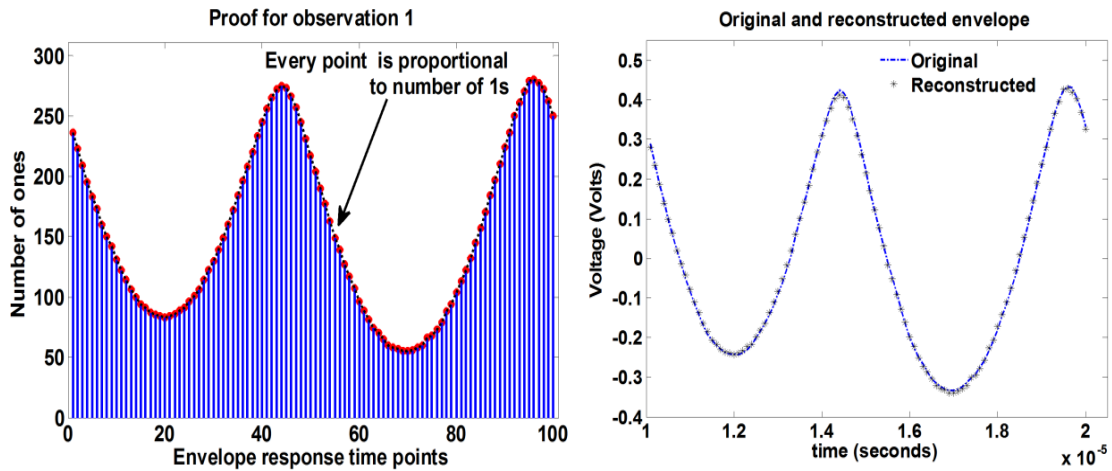 Proof for observation 1
Number of ones
300
250
200
150
100
50
0
Every point is proportional
to number of 1s
0 20 40 60 80 100
Envelope response time points
Original and reconstructed envelope
Voltage (Volts)
0.5
0.4
0.3
0.2
0.1
0
-0.1
-0.2
-0.3
-0.4
Original
Reconstructed
1 1.2 1.4 1.6 1.8 2
time (seconds)
x 10⁻⁵